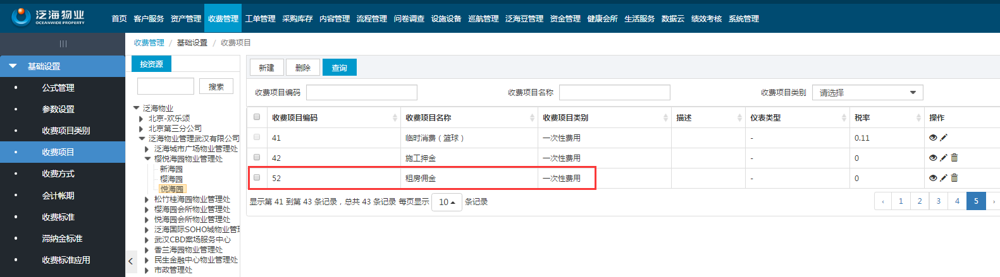 泛海物业
OCEANWIDE PROPERTY
首页 客户服务 资产管理 收费管理 工单管理 采购库存 内容管理 流程管理 问卷调查 设施设备 巡航管理 泛海豆管理 资金管理 健康会所 生活服务 数据云 绩效考核 系统管理
收费管理 / 基础设置 / 收费项目
基础设置
公式管理
参数设置
收费项目类别
收费项目
收费方式
会计帐期
收费标准
滞纳金标准
收费标准应用
按资源
搜索
泛海物业
北京-欢乐颂
北京第三分公司
泛海物业管理武汉有限公司
泛海城市广场物业管理处
樱悦海园物业管理处
新海园
樱海园
悦海园
松竹桂海园物业管理处
樱海园会所物业管理处
悦海园会所物业管理处
泛海国际SOHO城物业管理
武汉CBD案场服务中心
香兰海园物业管理处
民生金融中心物业管理处
市政管理处
新建 删除 查询
收费项目编码 收费项目名称 收费项目类别 请选择
收费项目编码 收费项目名称 收费项目类别 描述 仪表类型 税率 操作
41 临时消费（篮球） 一次性费用 - 0.11
42 施工押金 一次性费用 - 0
52 租房佣金 一次性费用 - 0
显示第 41 到第 43 条记录，总共 43 条记录 每页显示 10 条记录
‹ 1 2 3 4 5 ›